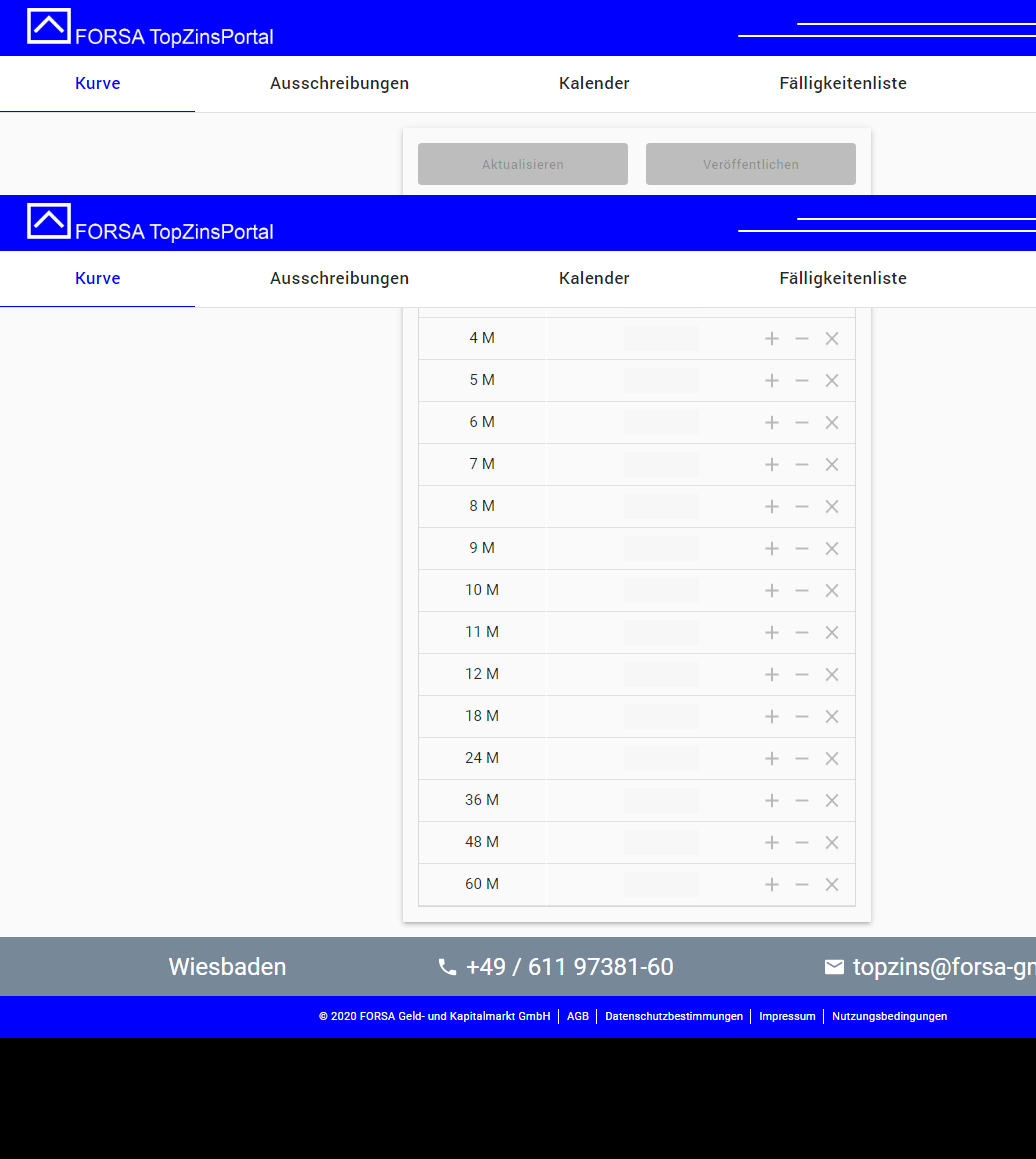 FORSA TopZinsPortal
Kurve Ausschreibungen Kalender Fälligkeitenliste
Aktualisieren Veröffentlichen
FORSA TopZinsPortal
Kurve Ausschreibungen Kalender Fälligkeitenliste
4 M
5 M
6 M
7 M
8 M
9 M
10 M
11 M
12 M
18 M
24 M
36 M
48 M
60 M
Wiesbaden +49 / 611 97381-60 topzins@forsa-gm
© 2020 FORSA Geld- und Kapitalmarkt GmbH | AGB | Datenschutzbestimmungen | Impressum | Nutzungsbedingungen